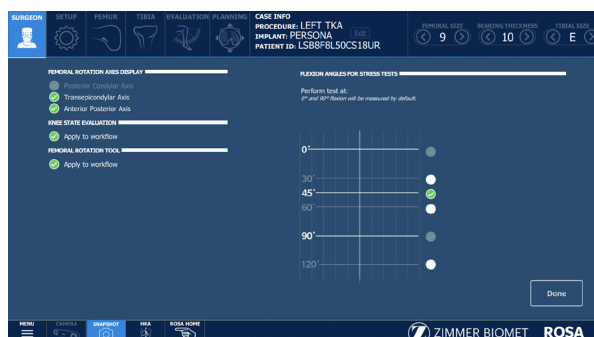 SURGEON
SETUP
FEMUR
TIBIA
EVALUATION
PLANNING
CASE INFO
PROCEDURE: LEFT TKA
IMPLANT: PERSONA
Edit
PATIENT ID: LSB8F8L50CS18UR
FEMORAL SIZE
9
BEARING THICKNESS
10
TIBIAL SIZE
E
FEMORAL ROTATION AXES DISPLAY
Posterior Condylar Axis
Transepicondylar Axis
Anterior Posterior Axis
KNEE STATE EVALUATION
Apply to workflow
FEMORAL ROTATION TOOL
Apply to workflow
FLEXION ANGLES FOR STRESS TESTS
Perform test at:
0° and 90° flexion will be measured by default.
0°
30°
45°
60°
90°
120°
Done
MENU
CAMERA
SNAPSHOT
HKA
ROSA HOME
ZIMMER BIOMET
ROSA